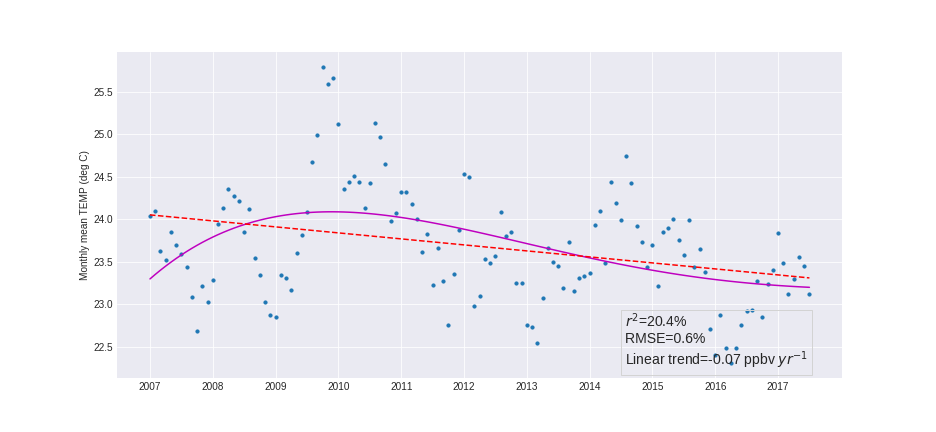 Monthly mean TEMP (deg C)
25.5
25.0
24.5
24.0
23.5
23.0
22.5
r²=20.4%
RMSE=0.6%
Linear trend=-0.07 ppbv yr⁻¹
2007 2008 2009 2010 2011 2012 2013 2014 2015 2016 2017